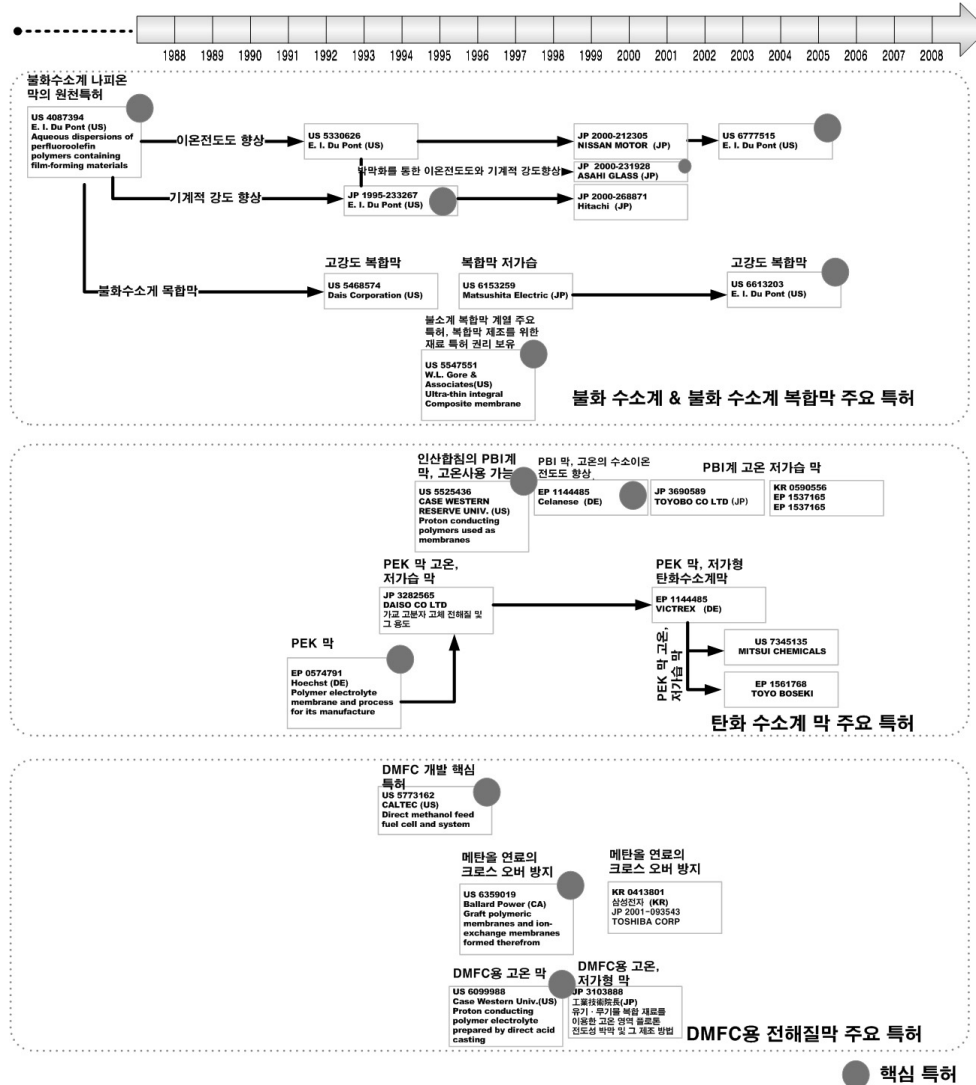 1988 1989 1990 1991 1992 1993 1994 1995 1996 1997 1998 1999 2000 2001 2002 2003 2004 2005 2006 2007 2008
불화수소계 나피온
막의 원천특허
US 4087394
E. I. Du Pont (US)
Aqueous dispersions of
perfluoroolefin
polymers containing
film-forming materials
이온전도도 향상
US 5330626
E. I. Du Pont (US)
JP 2000-212305
NISSAN MOTOR (JP)
US 6777515
E. I. Du Pont (US)
박막화를 통한 이온전도도와 기계적 강도향상
JP 2000-231928
ASAHI GLASS (JP)
기계적 강도 향상
JP 1995-233267
E. I. Du Pont (US)
JP 2000-268871
Hitachi (JP)
불화수소게 목합막
고강도 복합막
US 5468574
Dais Corporation (US)
복합막 저가습
US 6153259
Matsushita Electric (JP)
고강도 복합막
US 6613203
E. I. Du Pont (US)
불소계 복합막 계열 주요
특허, 복합막 제조를 위한
재료 특허 권리 보유
US 5547551
W.L. Gore &
Associates(US)
Ultra-thin integral
Composite membrane
불화 수소계 & 불화 수소계 복합막 주요 특허
인산합침의 PBI계
막, 고온사용 가능
US 5525436
CASE WESTERN
RESERVE UNIV. (US)
Proton conducting
polymers used as
membranes
PBI 막, 고온의 수소이온
전도도 향상
EP 1144485
Celanese (DE)
PBI계 고온 저가습 막
JP 3690589
TOYOBO CO LTD (JP)
KR 0590556
EP 1537165
EP 1537165
PEK 막 고온,
저가습 막
JP 3282565
DAISO CO LTD
가교 고분자 고체 전해질 및
그 용도
PEK 막, 저가형
탄화수소계막
EP 1144485
VICTREX (DE)
PEK 막 고온,
저가습 막
US 7345135
MITSUI CHEMICALS
EP 1561768
TOYO BOSEKI
PEK 막
EP 0574791
Hoechst (DE)
Polymer electrolyte
membrane and process
for its manufacture
탄화 수소계 막 주요 특허
DMFC 개발 핵심
특허
US 5773162
CALTEC (US)
Direct methanol feed
fuel cell and system
메탄올 연료의
크로스 오버 방지
US 6359019
Ballard Power (CA)
Graft polymeric
membranes and ion-
exchange membranes
formed therefrom
메탄올 연료의
크로스 오버 방지
KR 0413801
삼성전자 (KR)
JP 2001-093543
TOSHIBA CORP
DMFC용 고온 막
US 6099988
Case Western Univ.(US)
Proton conducting
polymer electrolyte
prepared by direct acid
casting
DMFC용 고온,
저가형 막
JP 3103888
工業技術院長(JP)
유기 · 무기물 복합 재료를
이용한 고온 영역 플로톤
전도성 박막 및 그 제조 방법
DMFC용 전해질막 주요 특허
핵심 특허